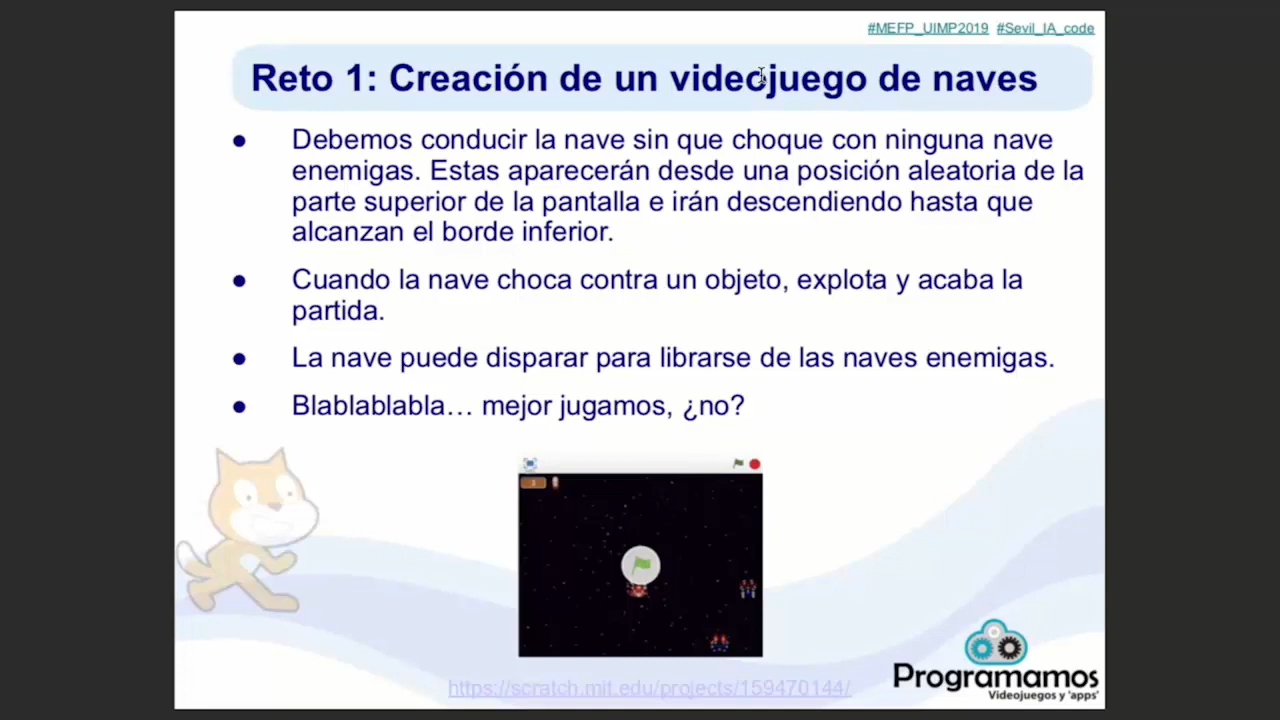 #MEFP_UIMP2019 #Sevil_IA_code
Reto 1: Creación de un videojuego de naves
● Debemos conducir la nave sin que choque con ninguna nave
enemigas. Estas aparecerán desde una posición aleatoria de la
parte superior de la pantalla e irán descendiendo hasta que
alcanzan el borde inferior.
● Cuando la nave choca contra un objeto, explota y acaba la
partida.
● La nave puede disparar para librarse de las naves enemigas.
● Blablablabla… mejor jugamos, ¿no?
3
https://scratch.mit.edu/projects/159470144/
Programamos
Videojuegos y 'apps'